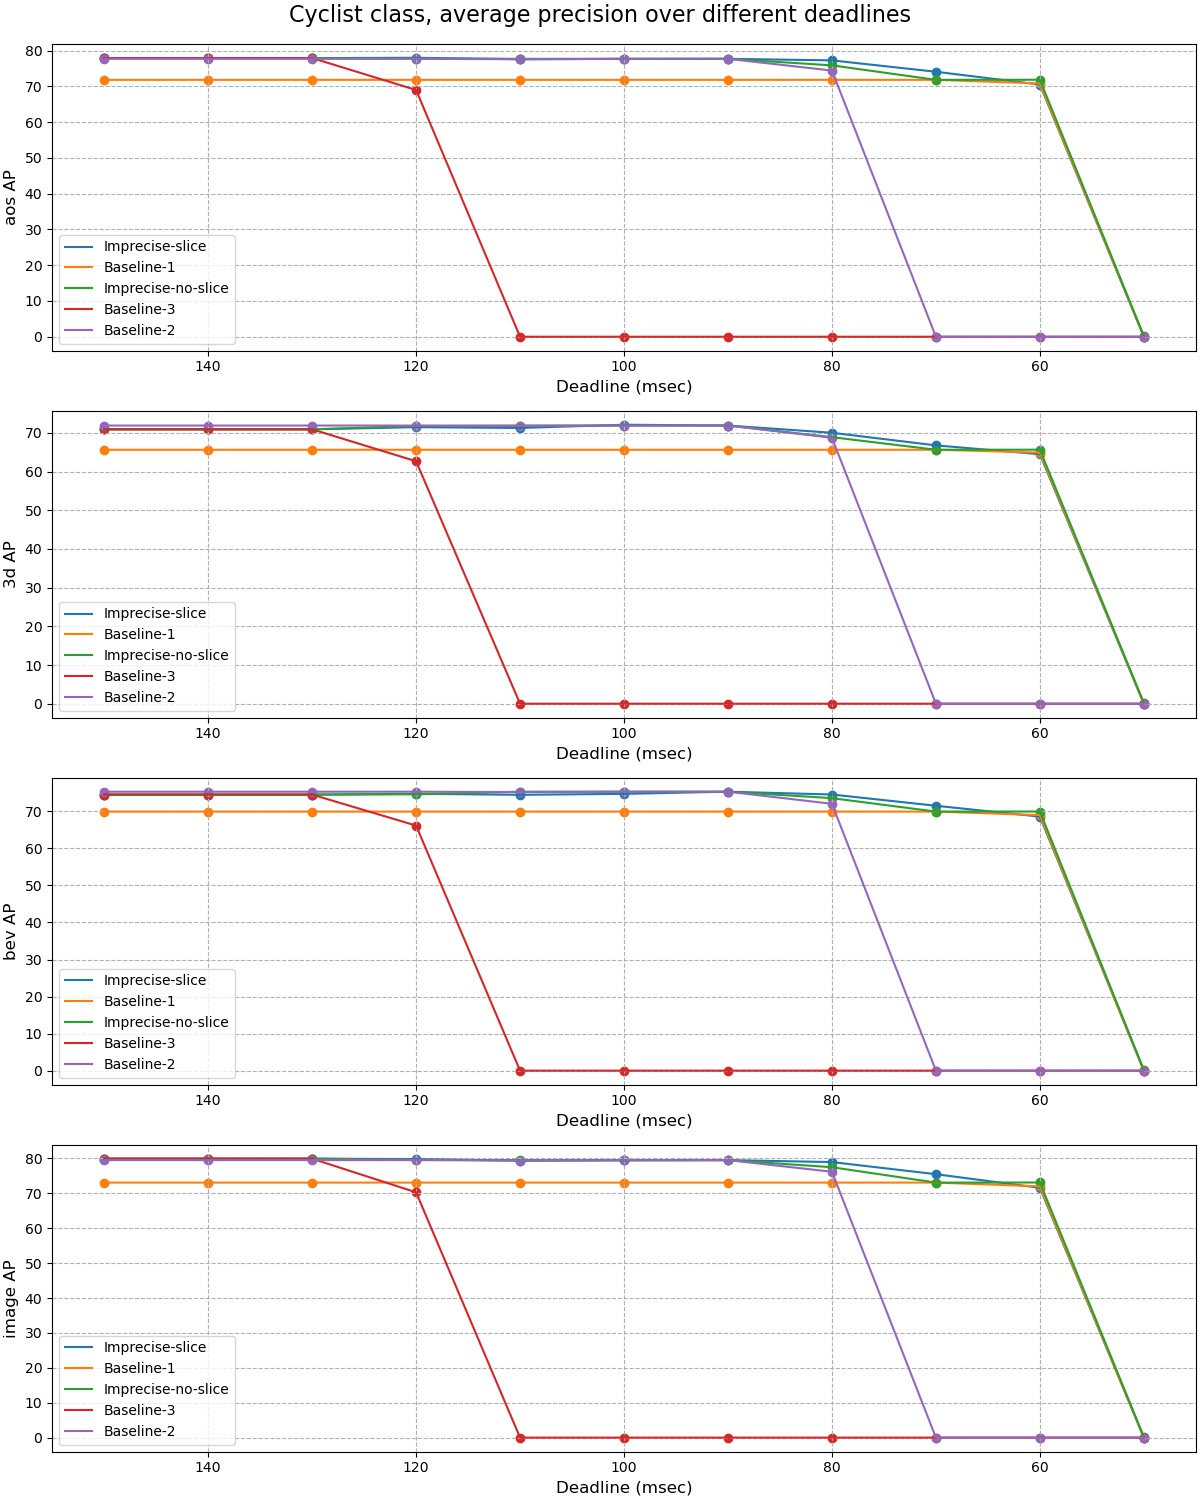 Cyclist class, average precision over different deadlines
80
70
60
50
40
30
20
10
0
aos AP
Imprecise-slice
Baseline-1
Imprecise-no-slice
Baseline-3
Baseline-2
140 120 100 80 60
Deadline (msec)
70
60
50
40
30
20
10
0
3d AP
Imprecise-slice
Baseline-1
Imprecise-no-slice
Baseline-3
Baseline-2
140 120 100 80 60
Deadline (msec)
70
60
50
40
30
20
10
0
bev AP
Imprecise-slice
Baseline-1
Imprecise-no-slice
Baseline-3
Baseline-2
140 120 100 80 60
Deadline (msec)
80
70
60
50
40
30
20
10
0
image AP
Imprecise-slice
Baseline-1
Imprecise-no-slice
Baseline-3
Baseline-2
140 120 100 80 60
Deadline (msec)